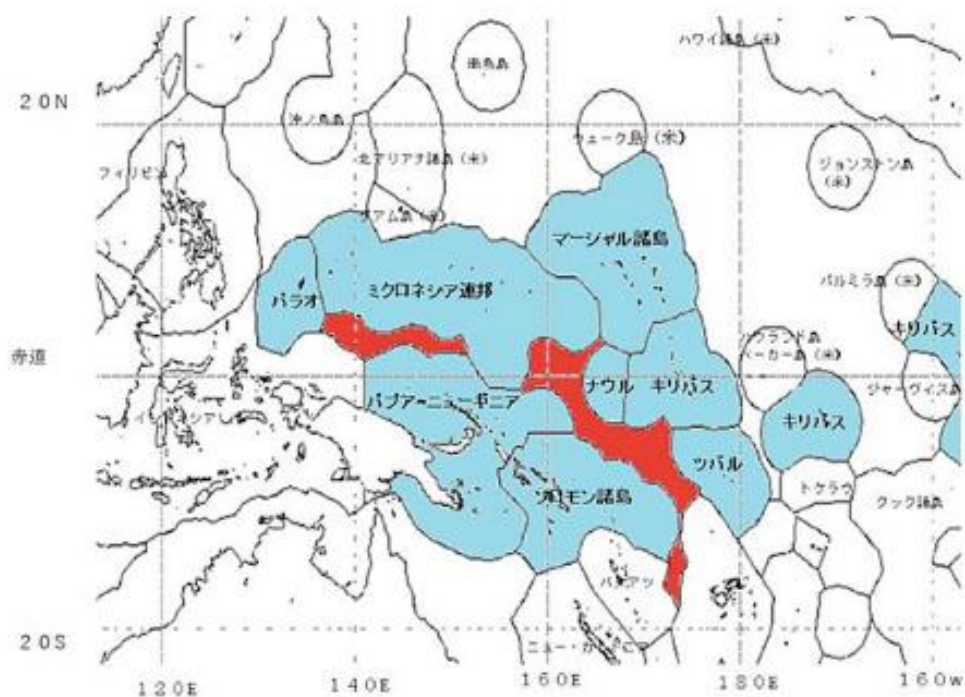 ハワイ諸島（米）
南鳥島
20N
沖ノ鳥島
ウェーク島（米）
北マリアナ諸島（米）
フィリピン
ジョンストン島
（米）
グアム島（米）
マーシャル諸島
パルミラ島（米）
パラオ
ミクロネシア連邦
キリバス
ハウランド島
ベーカー島（米）
赤道
ナウル
キリバス
ジャーヴィス島
パプアーニューギニア
キリバス
ツバル
トケラウ
ソロモン諸島
クック諸島
バヌアツ
20S
120E
140E
160E
180E
160W